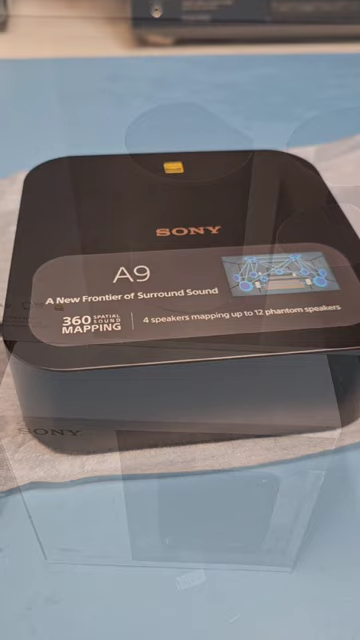 SONY
A9
A New Frontier of Surround Sound
360 SPATIAL SOUND MAPPING
4 speakers mapping up to 12 phantom speakers
SONY